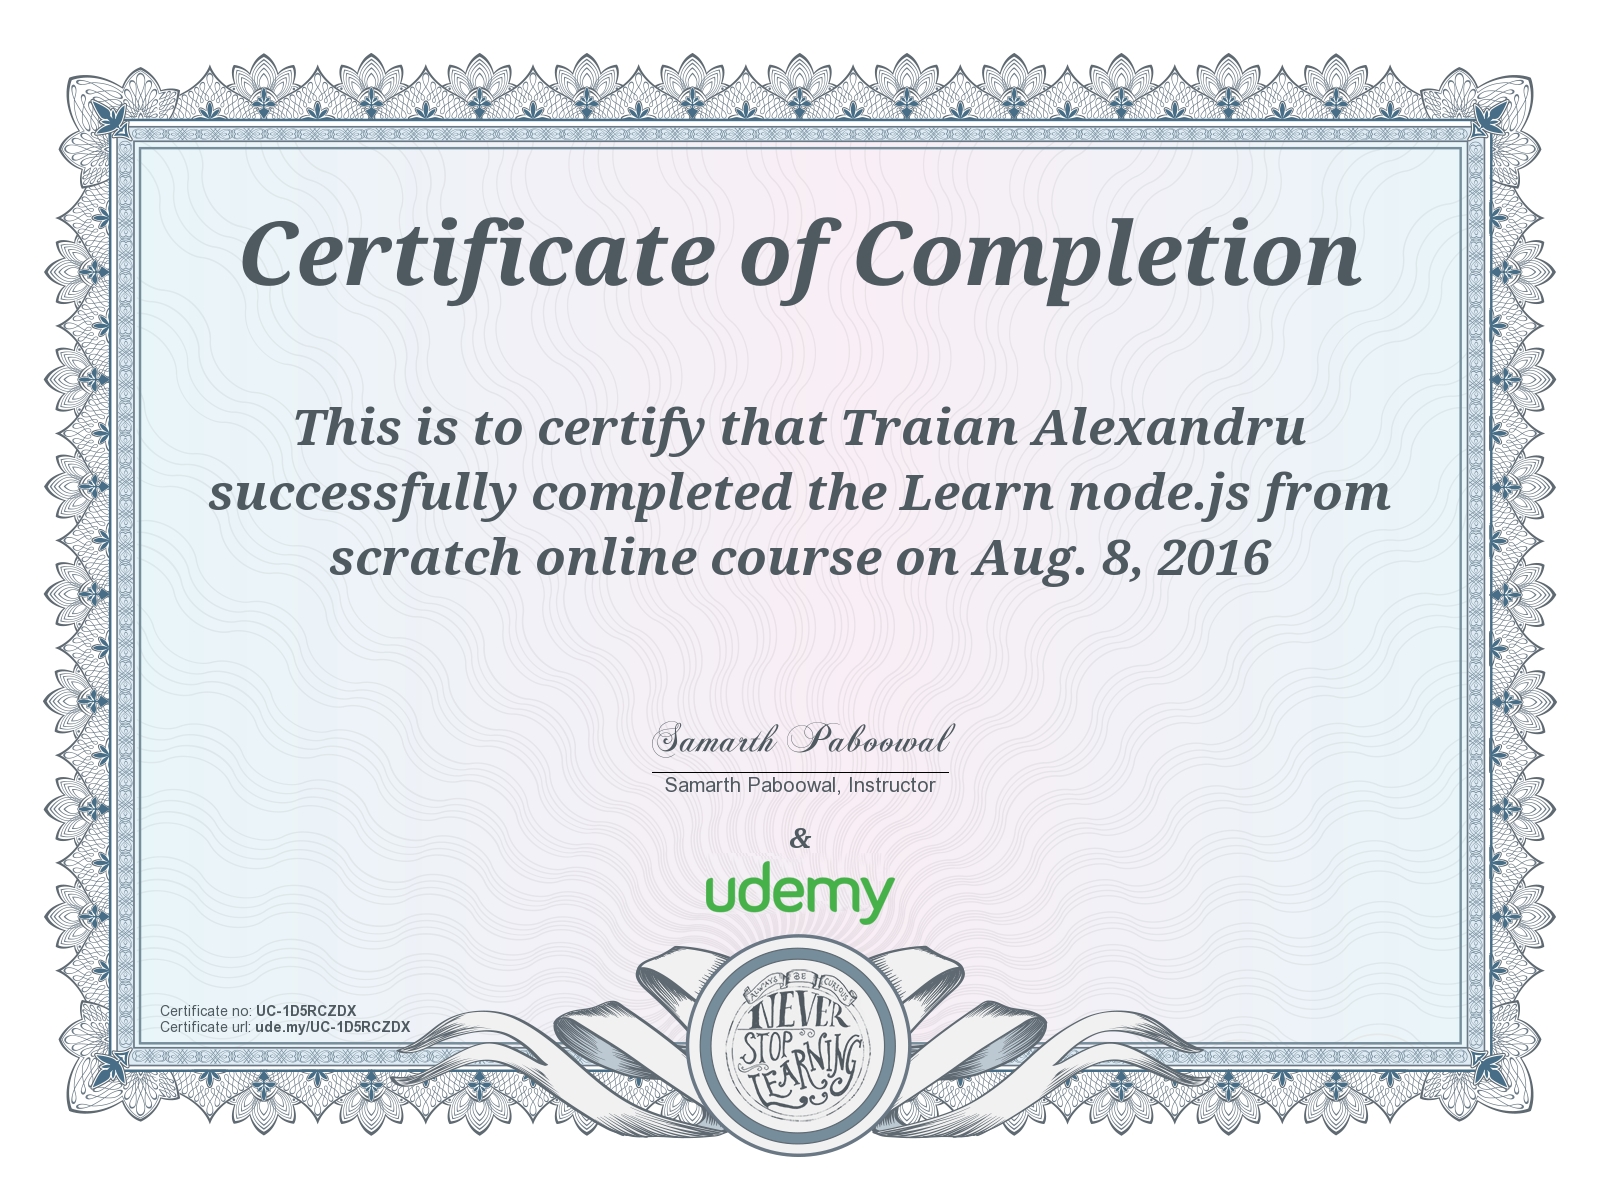 Certificate of Completion
This is to certify that Traian Alexandru
successfully completed the Learn node.js from
scratch online course on Aug. 8, 2016
Samarth Paboowal
Samarth Paboowal, Instructor
&
udemy
ALWAYS BE CURIOUS
NEVER
STOP
LEARNING
Certificate no: UC-1D5RCZDX
Certificate url: ude.my/UC-1D5RCZDX